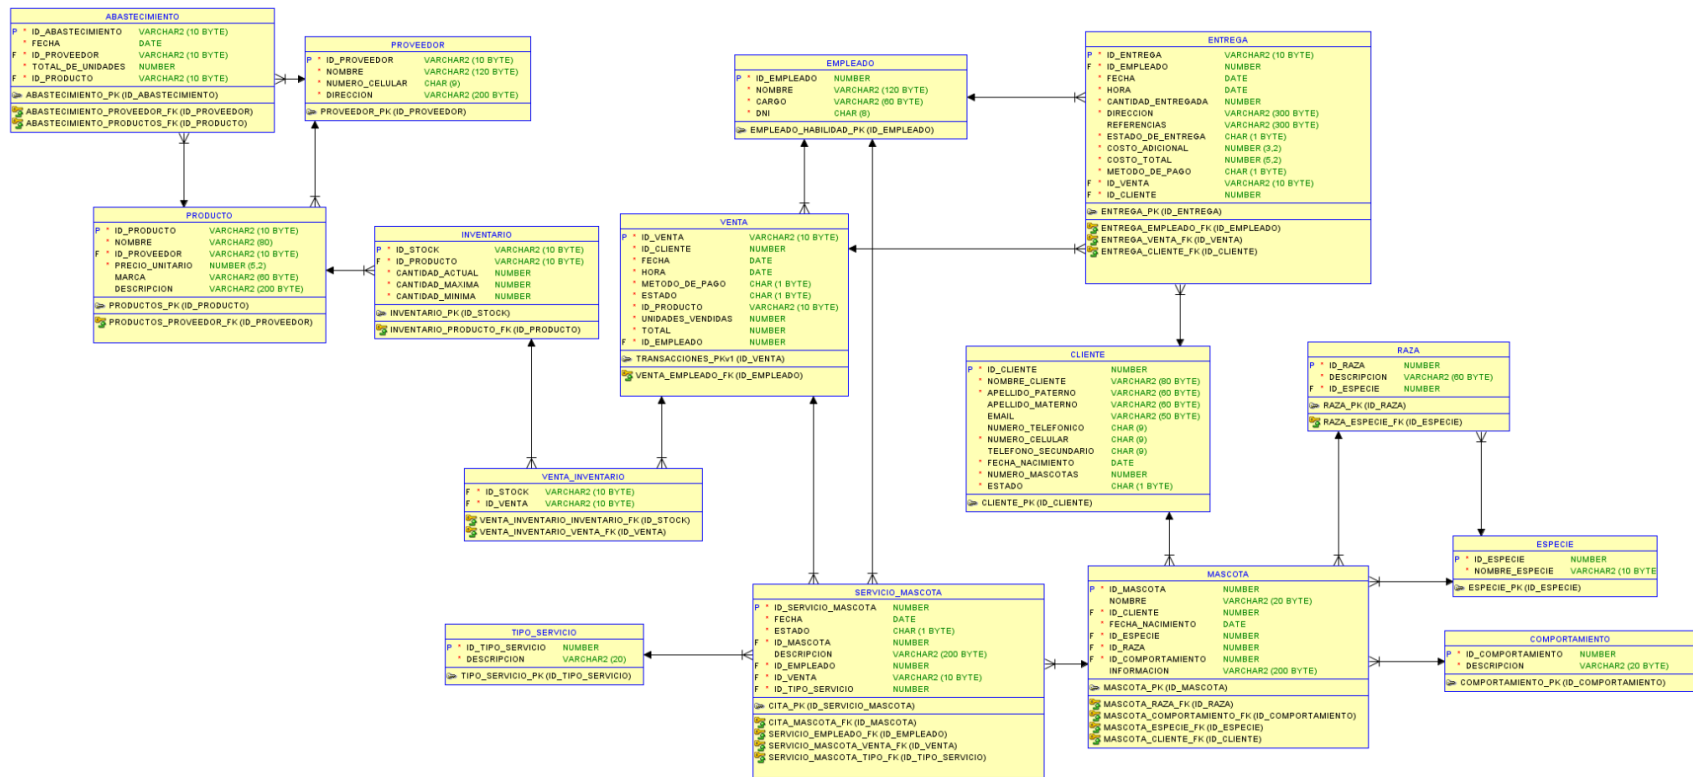 ABASTECIMIENTO
P * ID_ABASTECIMIENTO VARCHAR2 (10 BYTE)
* FECHA DATE
F * ID_PROVEEDOR VARCHAR2 (10 BYTE)
* TOTAL_DE_UNIDADES NUMBER
F * ID_PRODUCTO VARCHAR2 (10 BYTE)
ABASTECIMIENTO_PK (ID_ABASTECIMIENTO)
ABASTECIMIENTO_PROVEEDOR_FK (ID_PROVEEDOR)
ABASTECIMIENTO_PRODUCTOS_FK (ID_PRODUCTO)
PROVEEDOR
P * ID_PROVEEDOR VARCHAR2 (10 BYTE)
* NOMBRE VARCHAR2 (120 BYTE)
* NUMERO_CELULAR CHAR (9)
* DIRECCION VARCHAR2 (200 BYTE)
PROVEEDOR_PK (ID_PROVEEDOR)
EMPLEADO
P * ID_EMPLEADO NUMBER
* NOMBRE VARCHAR2 (120 BYTE)
* CARGO VARCHAR2 (60 BYTE)
* DNI CHAR (8)
EMPLEADO_HABILIDAD_PK (ID_EMPLEADO)
ENTREGA
P * ID_ENTREGA VARCHAR2 (10 BYTE)
F * ID_EMPLEADO NUMBER
* FECHA DATE
* HORA DATE
* CANTIDAD_ENTREGADA NUMBER
* DIRECCION VARCHAR2 (300 BYTE)
REFERENCIAS VARCHAR2 (300 BYTE)
* ESTADO_DE_ENTREGA CHAR (1 BYTE)
* COSTO_ADICIONAL NUMBER (3,2)
* COSTO_TOTAL NUMBER (5,2)
* METODO_DE_PAGO CHAR (1 BYTE)
F * ID_VENTA VARCHAR2 (10 BYTE)
F * ID_CLIENTE NUMBER
ENTREGA_PK (ID_ENTREGA)
ENTREGA_EMPLEADO_FK (ID_EMPLEADO)
ENTREGA_VENTA_FK (ID_VENTA)
ENTREGA_CLIENTE_FK (ID_CLIENTE)
PRODUCTO
P * ID_PRODUCTO VARCHAR2 (10 BYTE)
* NOMBRE VARCHAR2 (80)
F * ID_PROVEEDOR VARCHAR2 (10 BYTE)
* PRECIO_UNITARIO NUMBER (5,2)
MARCA VARCHAR2 (60 BYTE)
DESCRIPCION VARCHAR2 (200 BYTE)
PRODUCTOS_PK (ID_PRODUCTO)
PRODUCTOS_PROVEEDOR_FK (ID_PROVEEDOR)
INVENTARIO
P * ID_STOCK VARCHAR2 (10 BYTE)
F * ID_PRODUCTO VARCHAR2 (10 BYTE)
* CANTIDAD_ACTUAL NUMBER
* CANTIDAD_MAXIMA NUMBER
* CANTIDAD_MINIMA NUMBER
INVENTARIO_PK (ID_STOCK)
INVENTARIO_PRODUCTO_FK (ID_PRODUCTO)
VENTA
P * ID_VENTA VARCHAR2 (10 BYTE)
* ID_CLIENTE NUMBER
* FECHA DATE
* HORA DATE
* METODO_DE_PAGO CHAR (1 BYTE)
* ESTADO CHAR (1 BYTE)
* ID_PRODUCTO VARCHAR2 (10 BYTE)
* UNIDADES_VENDIDAS NUMBER
* TOTAL NUMBER
F * ID_EMPLEADO NUMBER
TRANSACCIONES_PKv1 (ID_VENTA)
VENTA_EMPLEADO_FK (ID_EMPLEADO)
CLIENTE
P * ID_CLIENTE NUMBER
* NOMBRE_CLIENTE VARCHAR2 (80 BYTE)
* APELLIDO_PATERNO VARCHAR2 (60 BYTE)
APELLIDO_MATERNO VARCHAR2 (60 BYTE)
EMAIL VARCHAR2 (50 BYTE)
NUMERO_TELEFONICO CHAR (9)
* NUMERO_CELULAR CHAR (9)
TELEFONO_SECUNDARIO CHAR (9)
* FECHA_NACIMIENTO DATE
* NUMERO_MASCOTAS NUMBER
* ESTADO CHAR (1 BYTE)
CLIENTE_PK (ID_CLIENTE)
RAZA
P * ID_RAZA NUMBER
* DESCRIPCION VARCHAR2 (60 BYTE)
F * ID_ESPECIE NUMBER
RAZA_PK (ID_RAZA)
RAZA_ESPECIE_FK (ID_ESPECIE)
VENTA_INVENTARIO
F * ID_STOCK VARCHAR2 (10 BYTE)
F * ID_VENTA VARCHAR2 (10 BYTE)
VENTA_INVENTARIO_INVENTARIO_FK (ID_STOCK)
VENTA_INVENTARIO_VENTA_FK (ID_VENTA)
ESPECIE
P * ID_ESPECIE NUMBER
* NOMBRE_ESPECIE VARCHAR2 (10 BYTE
ESPECIE_PK (ID_ESPECIE)
TIPO_SERVICIO
P * ID_TIPO_SERVICIO NUMBER
* DESCRIPCION VARCHAR2 (20)
TIPO_SERVICIO_PK (ID_TIPO_SERVICIO)
SERVICIO_MASCOTA
P * ID_SERVICIO_MASCOTA NUMBER
* FECHA DATE
* ESTADO CHAR (1 BYTE)
F * ID_MASCOTA NUMBER
DESCRIPCION VARCHAR2 (200 BYTE)
F * ID_EMPLEADO NUMBER
F * ID_VENTA VARCHAR2 (10 BYTE)
F * ID_TIPO_SERVICIO NUMBER
CITA_PK (ID_SERVICIO_MASCOTA)
CITA_MASCOTA_FK (ID_MASCOTA)
SERVICIO_EMPLEADO_FK (ID_EMPLEADO)
SERVICIO_MASCOTA_VENTA_FK (ID_VENTA)
SERVICIO_MASCOTA_TIPO_FK (ID_TIPO_SERVICIO)
MASCOTA
P * ID_MASCOTA NUMBER
NOMBRE VARCHAR2 (20 BYTE)
F * ID_CLIENTE NUMBER
* FECHA_NACIMIENTO DATE
F * ID_ESPECIE NUMBER
F * ID_RAZA NUMBER
F * ID_COMPORTAMIENTO NUMBER
INFORMACION VARCHAR2 (200 BYTE)
MASCOTA_PK (ID_MASCOTA)
MASCOTA_RAZA_FK (ID_RAZA)
MASCOTA_COMPORTAMIENTO_FK (ID_COMPORTAMIENTO)
MASCOTA_ESPECIE_FK (ID_ESPECIE)
MASCOTA_CLIENTE_FK (ID_CLIENTE)
COMPORTAMIENTO
P * ID_COMPORTAMIENTO NUMBER
* DESCRIPCION VARCHAR2 (20 BYTE)
COMPORTAMIENTO_PK (ID_COMPORTAMIENTO)